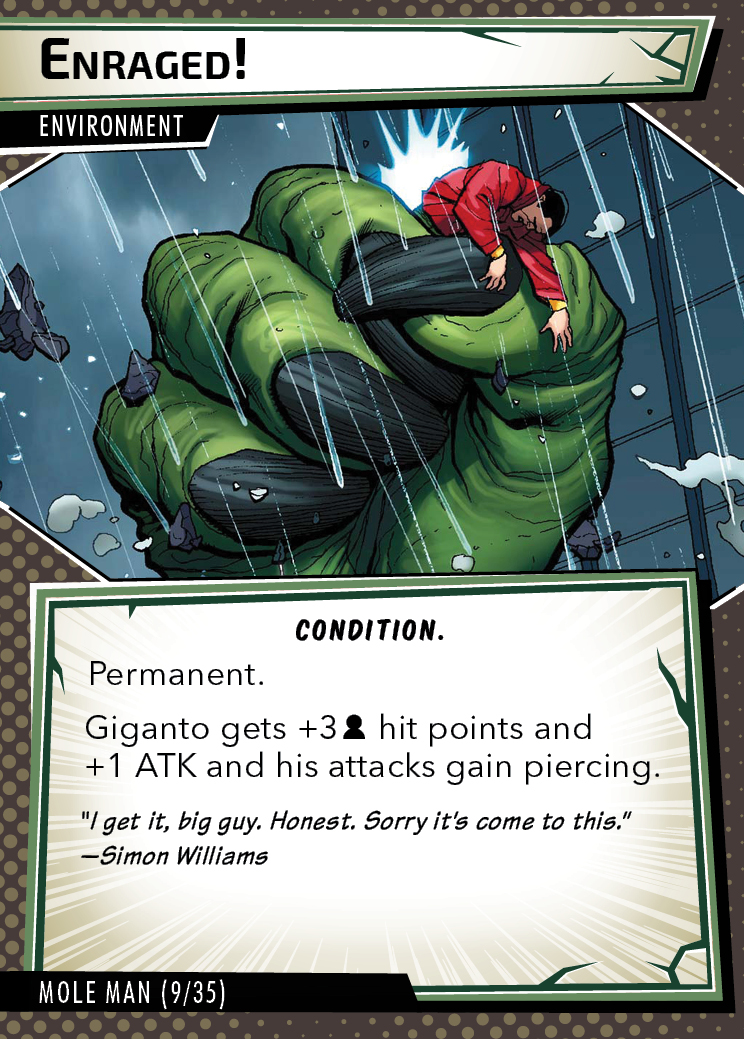 ENRAGED!
ENVIRONMENT
CONDITION.
Permanent.
Giganto gets +3👤 hit points and
+1 ATK and his attacks gain piercing.
"I get it, big guy. Honest. Sorry it's come to this."
—Simon Williams
MOLE MAN (9/35)